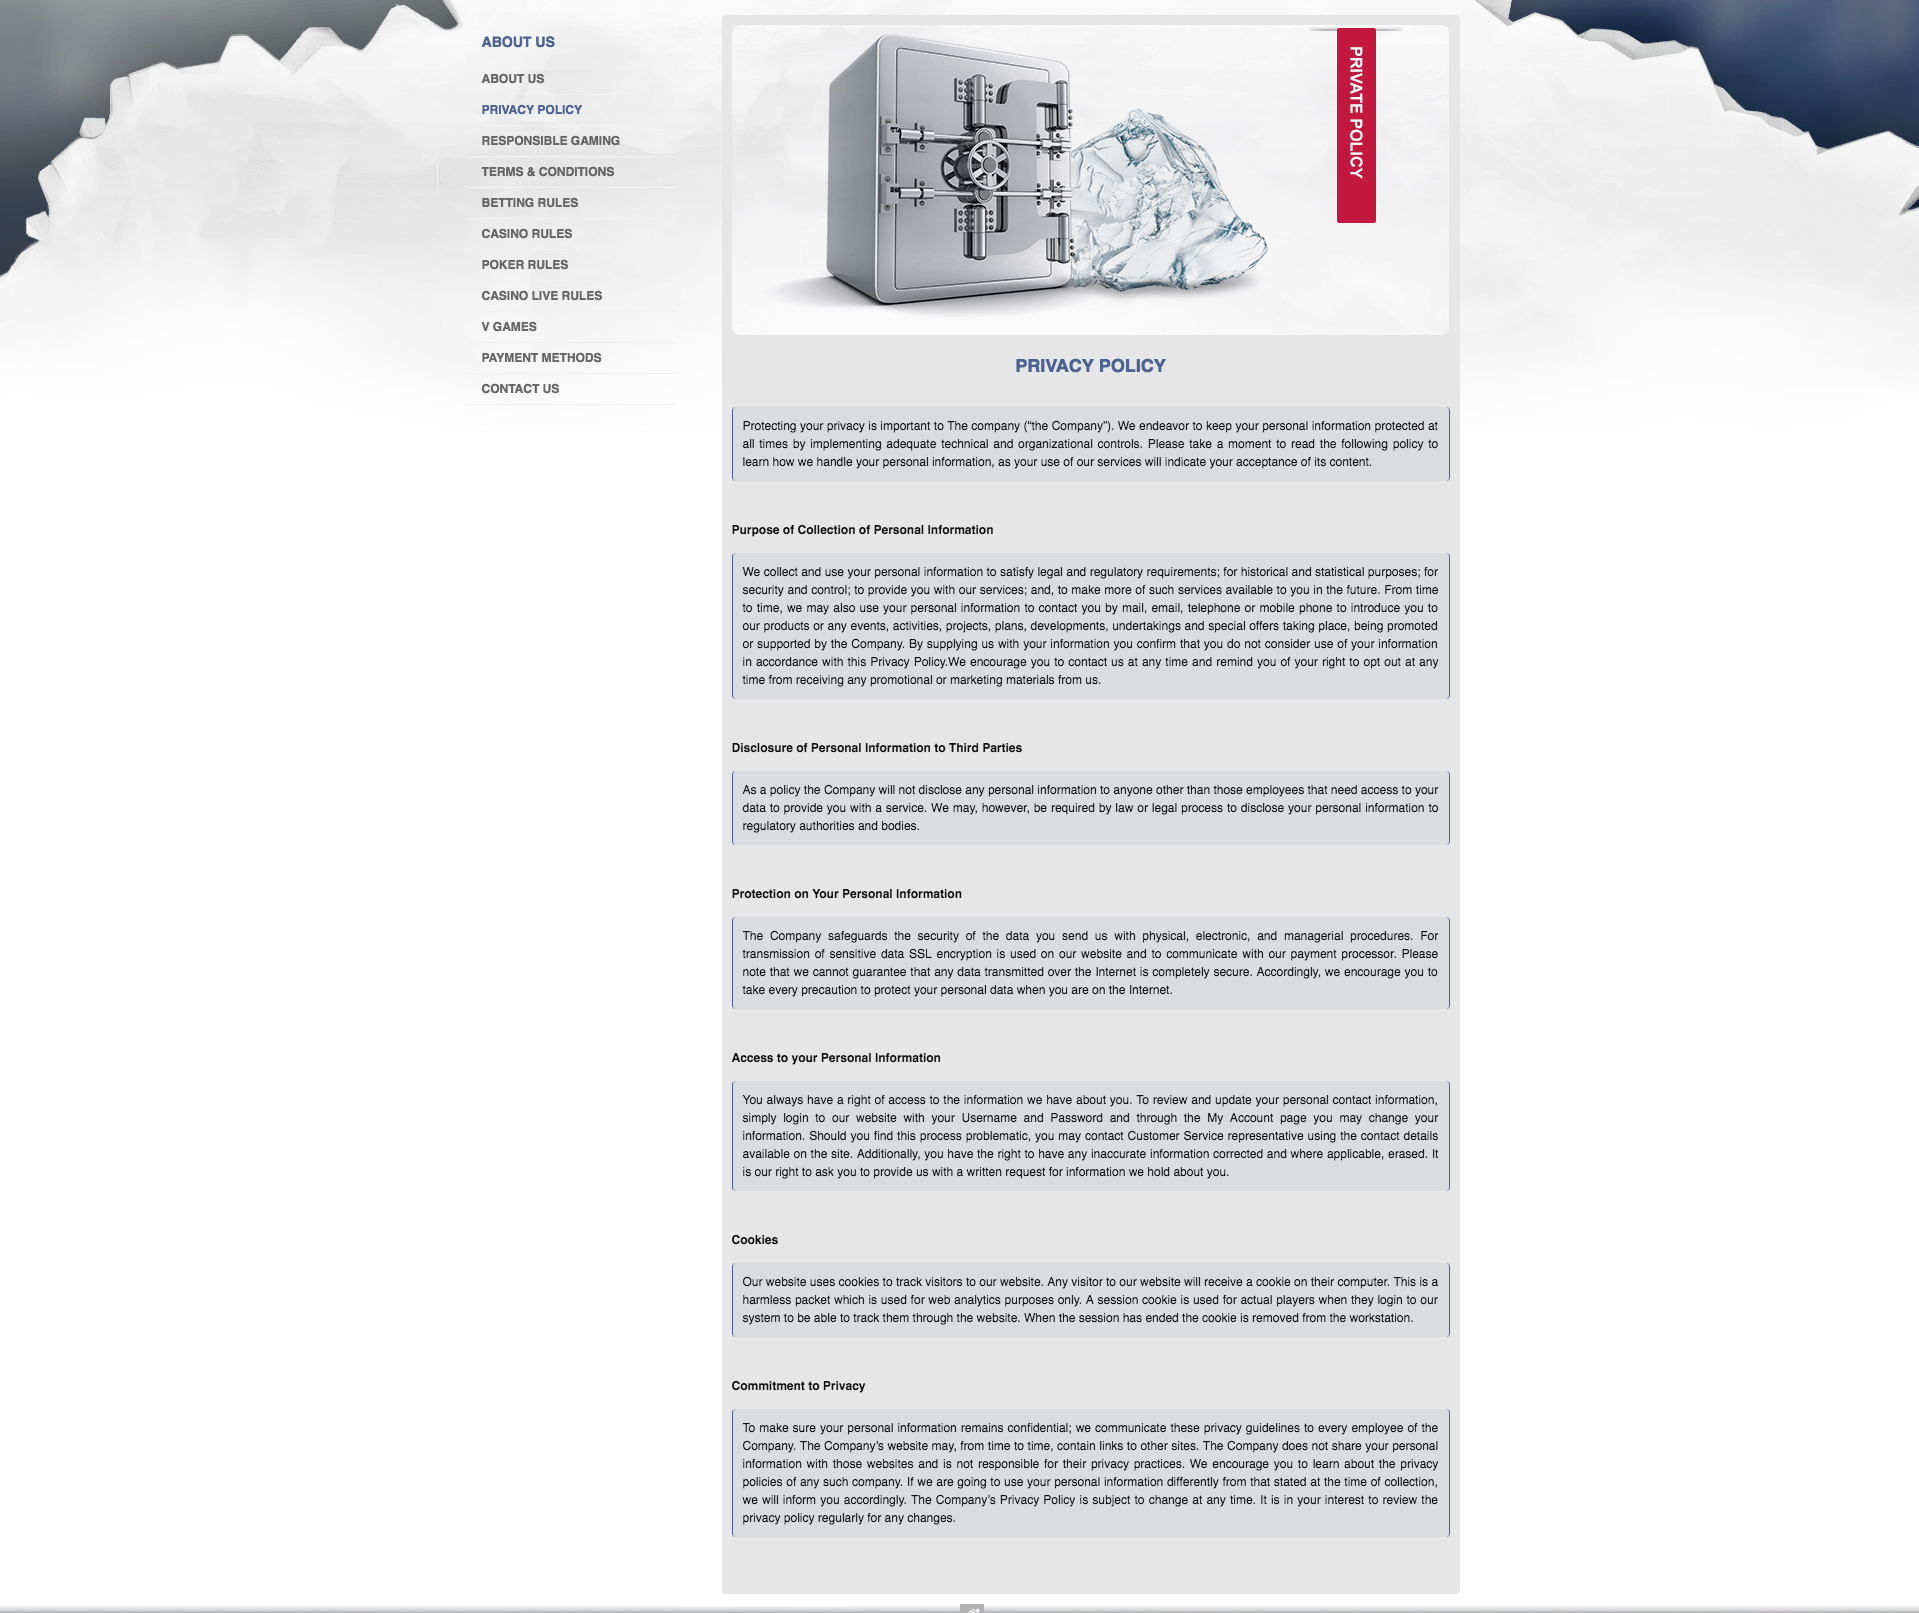 ABOUT US
ABOUT US
PRIVACY POLICY
RESPONSIBLE GAMING
TERMS & CONDITIONS
BETTING RULES
CASINO RULES
POKER RULES
CASINO LIVE RULES
V GAMES
PAYMENT METHODS
CONTACT US
PRIVATE POLICY
PRIVACY POLICY
Protecting your privacy is important to The company (“the Company”). We endeavor to keep your personal information protected at
all times by implementing adequate technical and organizational controls. Please take a moment to read the following policy to
learn how we handle your personal information, as your use of our services will indicate your acceptance of its content.
Purpose of Collection of Personal Information
We collect and use your personal information to satisfy legal and regulatory requirements; for historical and statistical purposes; for
security and control; to provide you with our services; and, to make more of such services available to you in the future. From time
to time, we may also use your personal information to contact you by mail, email, telephone or mobile phone to introduce you to
our products or any events, activities, projects, plans, developments, undertakings and special offers taking place, being promoted
or supported by the Company. By supplying us with your information you confirm that you do not consider use of your information
in accordance with this Privacy Policy.We encourage you to contact us at any time and remind you of your right to opt out at any
time from receiving any promotional or marketing materials from us.
Disclosure of Personal Information to Third Parties
As a policy the Company will not disclose any personal information to anyone other than those employees that need access to your
data to provide you with a service. We may, however, be required by law or legal process to disclose your personal information to
regulatory authorities and bodies.
Protection on Your Personal Information
The Company safeguards the security of the data you send us with physical, electronic, and managerial procedures. For
transmission of sensitive data SSL encryption is used on our website and to communicate with our payment processor. Please
note that we cannot guarantee that any data transmitted over the Internet is completely secure. Accordingly, we encourage you to
take every precaution to protect your personal data when you are on the Internet.
Access to your Personal Information
You always have a right of access to the information we have about you. To review and update your personal contact information,
simply login to our website with your Username and Password and through the My Account page you may change your
information. Should you find this process problematic, you may contact Customer Service representative using the contact details
available on the site. Additionally, you have the right to have any inaccurate information corrected and where applicable, erased. It
is our right to ask you to provide us with a written request for information we hold about you.
Cookies
Our website uses cookies to track visitors to our website. Any visitor to our website will receive a cookie on their computer. This is a
harmless packet which is used for web analytics purposes only. A session cookie is used for actual players when they login to our
system to be able to track them through the website. When the session has ended the cookie is removed from the workstation.
Commitment to Privacy
To make sure your personal information remains confidential; we communicate these privacy guidelines to every employee of the
Company. The Company’s website may, from time to time, contain links to other sites. The Company does not share your personal
information with those websites and is not responsible for their privacy practices. We encourage you to learn about the privacy
policies of any such company. If we are going to use your personal information differently from that stated at the time of collection,
we will inform you accordingly. The Company’s Privacy Policy is subject to change at any time. It is in your interest to review the
privacy policy regularly for any changes.